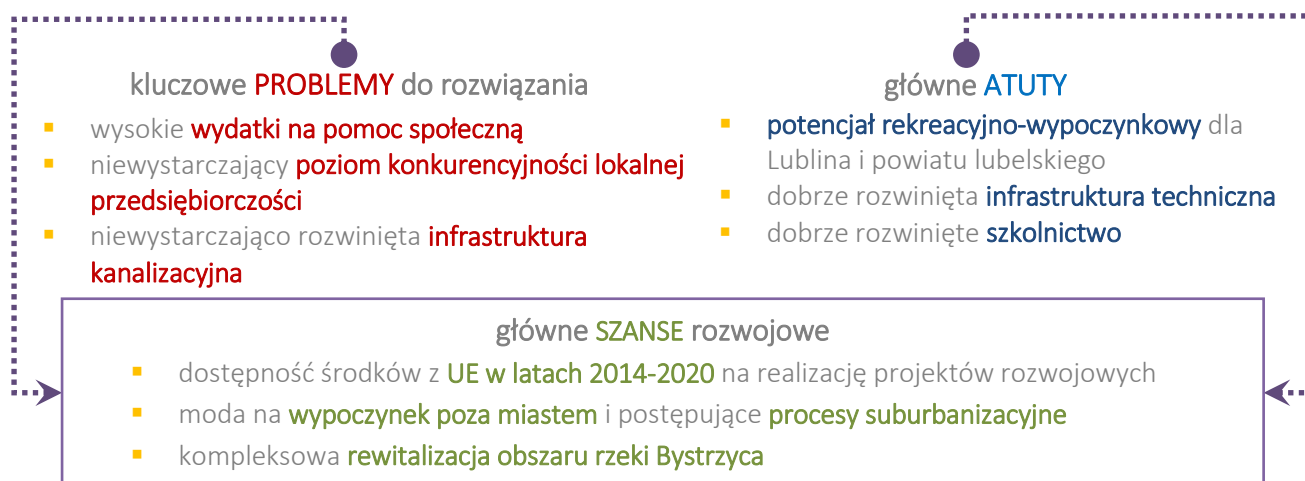 kluczowe PROBLEMY do rozwiązania
▪ wysokie wydatki na pomoc społeczną
▪ niewystarczający poziom konkurencyjności lokalnej
przedsiębiorczości
▪ niewystarczająco rozwinięta infrastruktura
kanalizacyjna
główne ATUTY
▪ potencjał rekreacyjno-wypoczynkowy dla
Lublina i powiatu lubelskiego
▪ dobrze rozwinięta infrastruktura techniczna
▪ dobrze rozwinięte szkolnictwo
główne SZANSE rozwojowe
▪ dostępność środków z UE w latach 2014-2020 na realizację projektów rozwojowych
▪ moda na wypoczynek poza miastem i postępujące procesy suburbanizacyjne
▪ kompleksowa rewitalizacja obszaru rzeki Bystrzyca